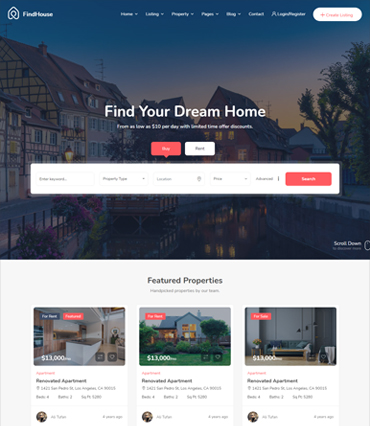 FindHouse
Home Listing Property Pages Blog Contact Login/Register + Create Listing
Find Your Dream Home
From as low as $10 per day with limited time offer discounts.
Buy Rent
Enter keyword... Property Type Location Price Advanced Search
Scroll Down
to discover more
Featured Properties
Handpicked properties by our team.
For Rent Featured For Rent For Sale
$13,000/mo $13,000/mo $13,000/mo
Apartment Apartment Apartment
Renovated Apartment Renovated Apartment Renovated Apartment
1421 San Pedro St, Los Angeles, CA 90015 1421 San Pedro St, Los Angeles, CA 90015 1421 San Pedro St, Los Angeles, CA 90015
Beds: 4 Baths: 2 Sq Ft: 5280 Beds: 4 Baths: 2 Sq Ft: 5280 Beds: 4 Baths: 2 Sq Ft: 5280
Ali Tufan 4 years ago Ali Tufan 4 years ago Ali Tufan 4 years ago